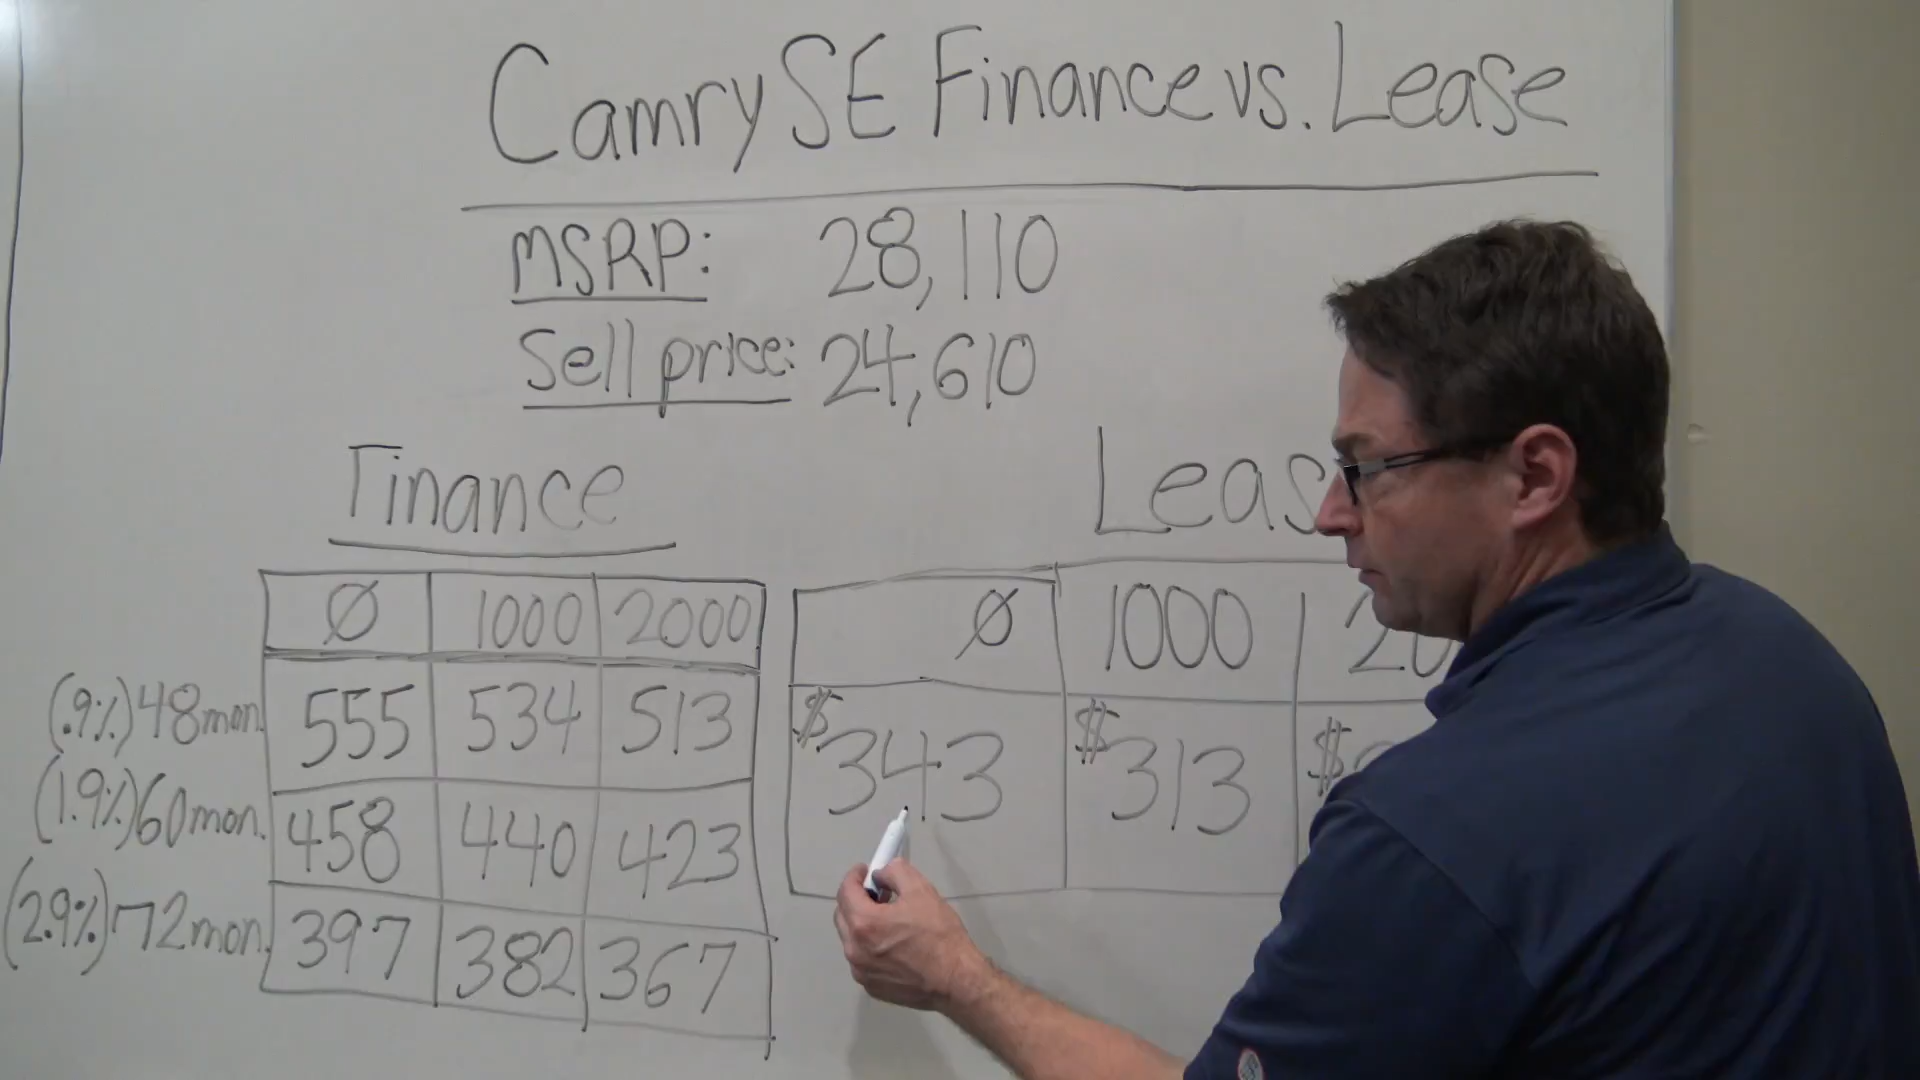 Camry SE Finance vs. Lease
MSRP: 28,110
Sell price: 24,610
Finance
Ø 1000 2000
(.9%) 48 mon. 555 534 513
(1.9%) 60 mon. 458 440 423
(2.9%) 72 mon. 397 382 367
Leas
Ø 1000 20
$343 $313 $